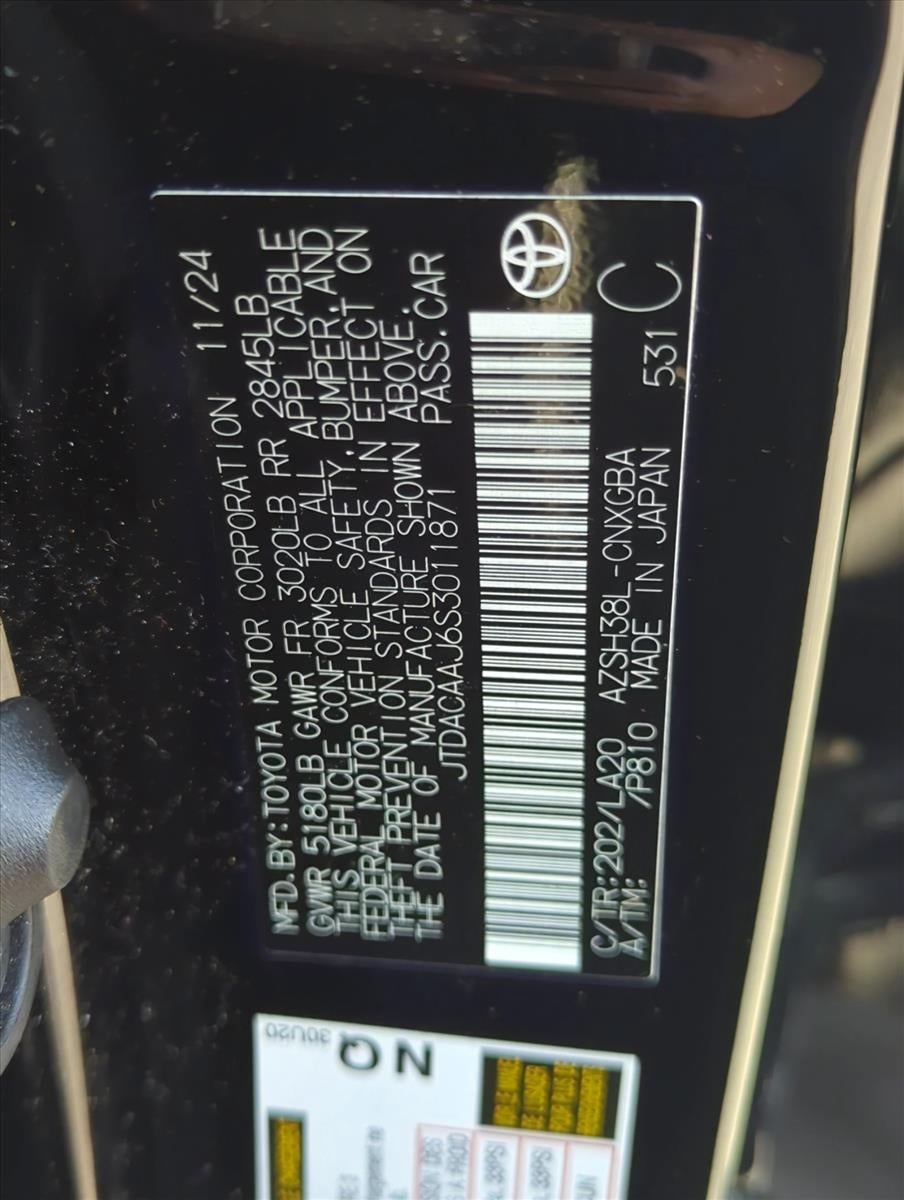 MFD.BY:TOYOTA MOTOR CORPORATION 11/24
GVWR 5180LB GAWR FR 3020LB RR 2845LB
THIS VEHICLE CONFORMS TO ALL APPLICABLE
FEDERAL MOTOR VEHICLE SAFETY,BUMPER,AND
THEFT PREVENTION STANDARDS IN EFFECT ON
THE DATE OF MANUFACTURE SHOWN ABOVE.
JTDACAAJ6S3011871 PASS.CAR
C/TR:202/LA20 AZSH38L-CNXGBA
A/TM: /P810 MADE IN JAPAN 531
C
30U20
NQ